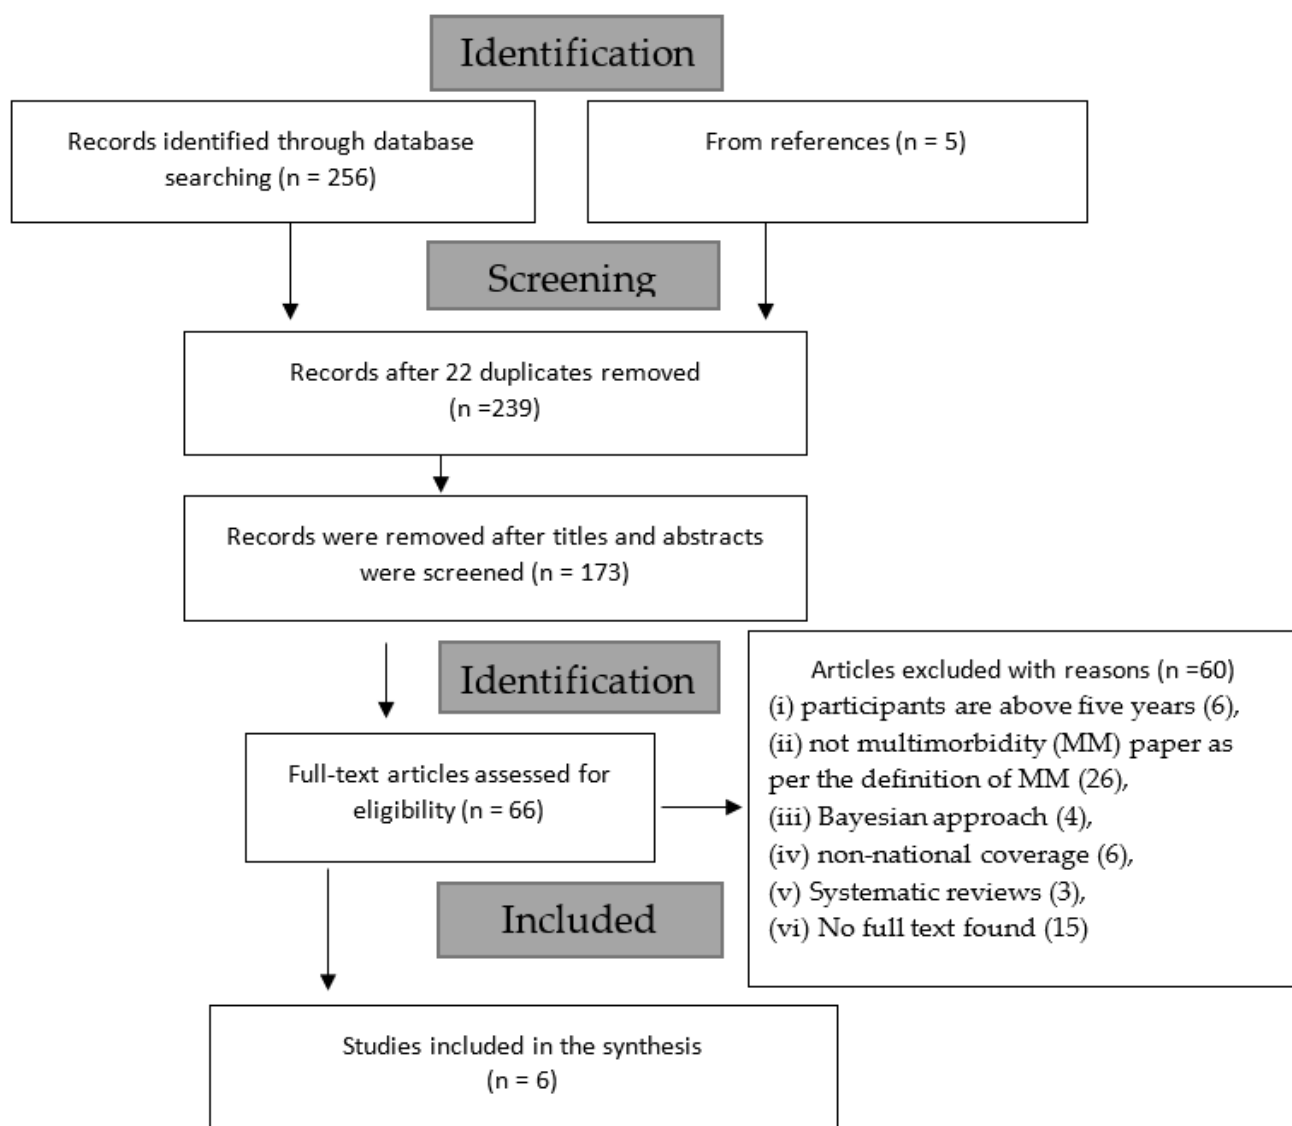 Identification
Records identified through database
searching (n = 256)
From references (n = 5)
Screening
Records after 22 duplicates removed
(n =239)
Records were removed after titles and abstracts
were screened (n = 173)
Identification
Full-text articles assessed for
eligibility (n = 66)
Articles excluded with reasons (n =60)
(i) participants are above five years (6),
(ii) not multimorbidity (MM) paper as
per the definition of MM (26),
(iii) Bayesian approach (4),
(iv) non-national coverage (6),
(v) Systematic reviews (3),
(vi) No full text found (15)
Included
Studies included in the synthesis
(n = 6)